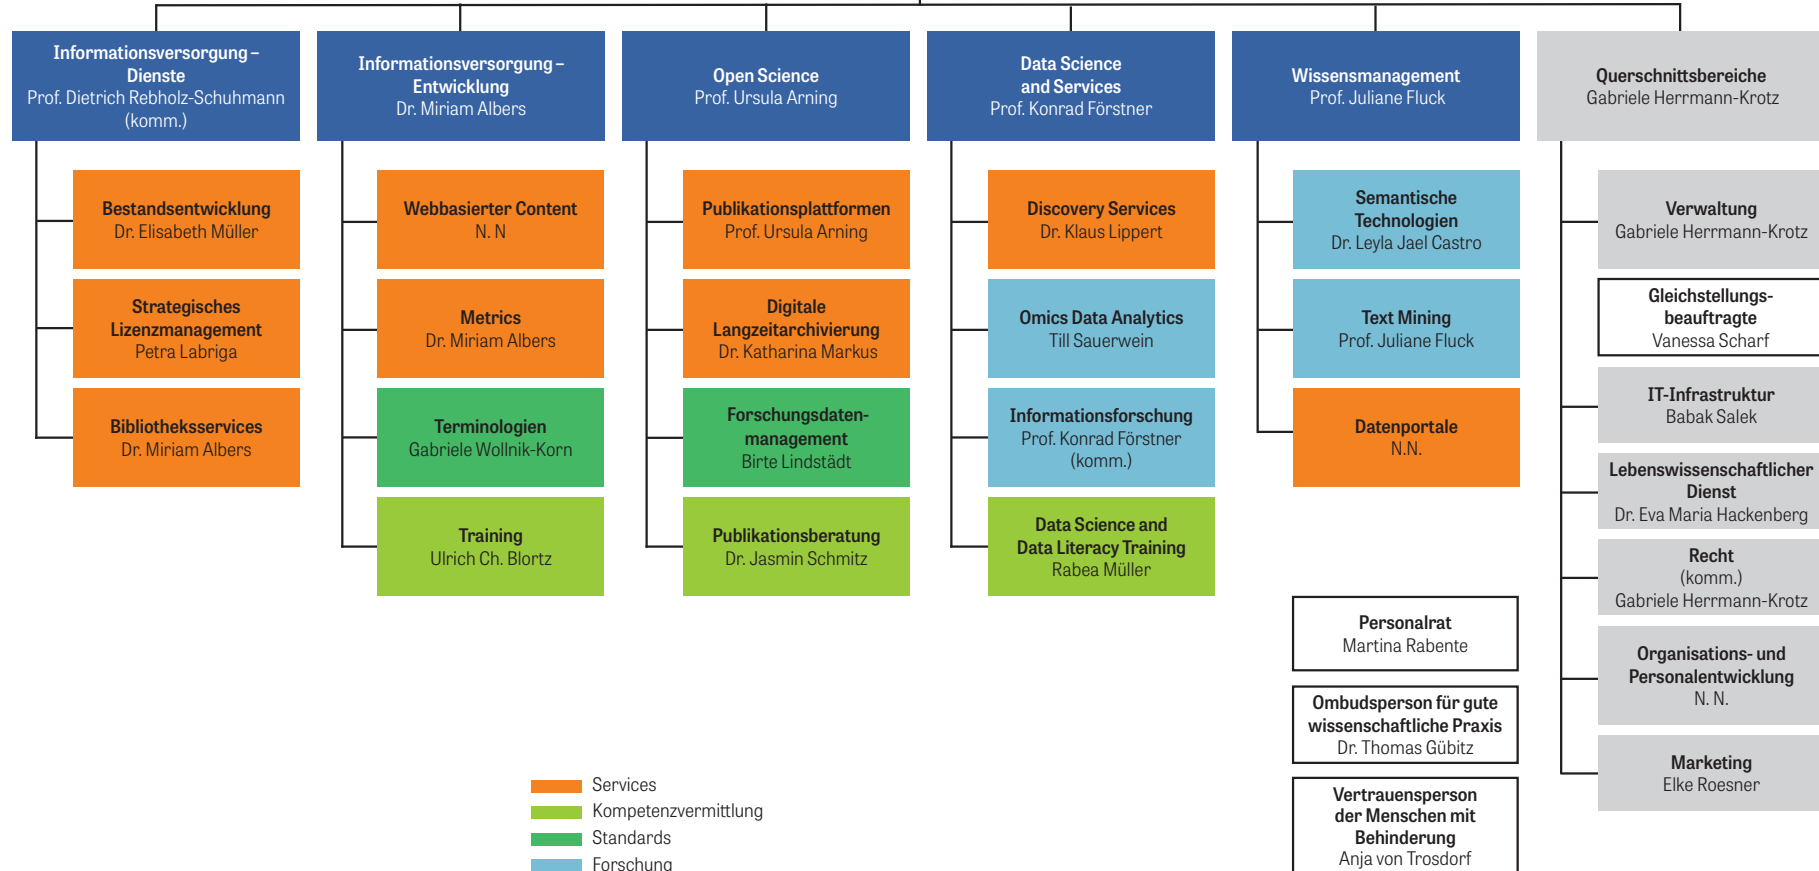 Informationsversorgung –
Dienste
Prof. Dietrich Rebholz-Schuhmann
(komm.)
Informationsversorgung –
Entwicklung
Dr. Miriam Albers
Open Science
Prof. Ursula Arning
Data Science
and Services
Prof. Konrad Förstner
Wissensmanagement
Prof. Juliane Fluck
Querschnittsbereiche
Gabriele Herrmann-Krotz
Bestandsentwicklung
Dr. Elisabeth Müller
Strategisches
Lizenzmanagement
Petra Labriga
Bibliotheksservices
Dr. Miriam Albers
Webbasierter Content
N. N
Metrics
Dr. Miriam Albers
Terminologien
Gabriele Wollnik-Korn
Training
Ulrich Ch. Blortz
Publikationsplattformen
Prof. Ursula Arning
Digitale
Langzeitarchivierung
Dr. Katharina Markus
Forschungsdaten-
management
Birte Lindstädt
Publikationsberatung
Dr. Jasmin Schmitz
Discovery Services
Dr. Klaus Lippert
Omics Data Analytics
Till Sauerwein
Informationsforschung
Prof. Konrad Förstner
(komm.)
Data Science and
Data Literacy Training
Rabea Müller
Semantische
Technologien
Dr. Leyla Jael Castro
Text Mining
Prof. Juliane Fluck
Datenportale
N.N.
Verwaltung
Gabriele Herrmann-Krotz
Gleichstellungs-
beauftragte
Vanessa Scharf
IT-Infrastruktur
Babak Salek
Lebenswissenschaftlicher
Dienst
Dr. Eva Maria Hackenberg
Recht
(komm.)
Gabriele Herrmann-Krotz
Organisations- und
Personalentwicklung
N. N.
Marketing
Elke Roesner
Personalrat
Martina Rabente
Ombudsperson für gute
wissenschaftliche Praxis
Dr. Thomas Gübitz
Vertrauensperson
der Menschen mit
Behinderung
Anja von Trosdorf
Services
Kompetenzvermittlung
Standards
Forschung